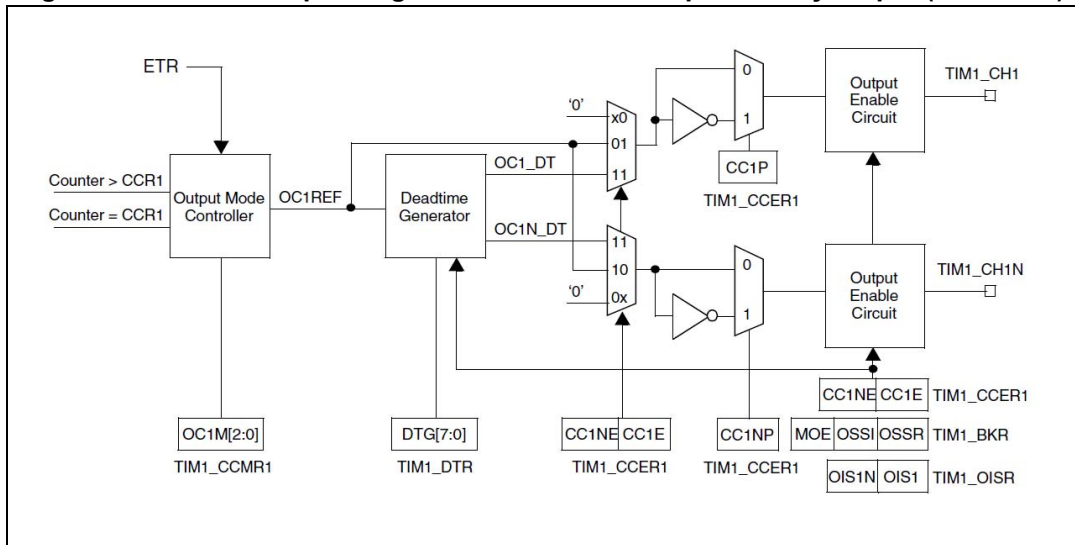 ETR
TIM1_CH1
Output Enable Circuit
0
1
'0'
x0
01
11
OC1_DT
CC1P
TIM1_CCER1
Counter > CCR1
Counter = CCR1
Output Mode Controller
OC1REF
Deadtime Generator
OC1N_DT
11
10
0x
'0'
0
1
TIM1_CH1N
Output Enable Circuit
CC1NE CC1E TIM1_CCER1
OC1M[2:0]
TIM1_CCMR1
DTG[7:0]
TIM1_DTR
CC1NE CC1E
TIM1_CCER1
CC1NP
TIM1_CCER1
MOE OSSI OSSR TIM1_BKR
OIS1N OIS1 TIM1_OISR